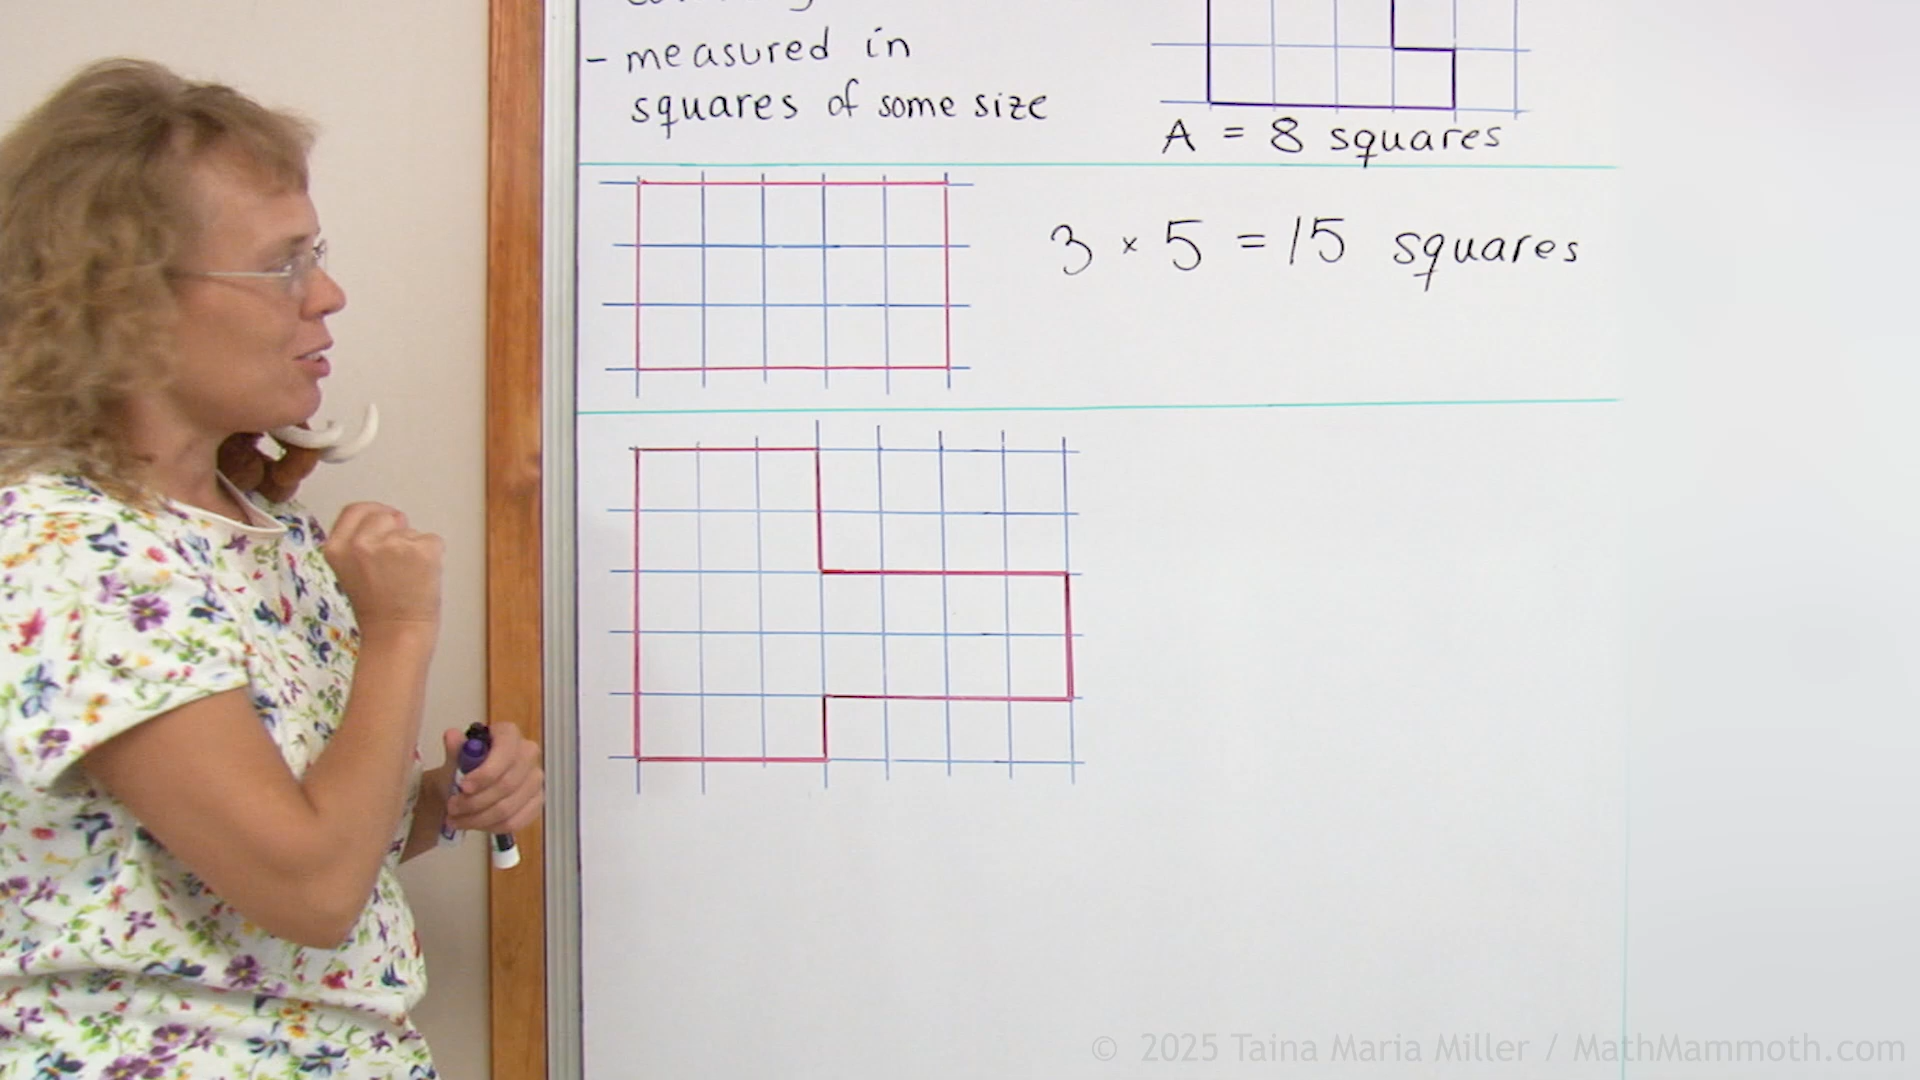 - measured in
squares of some size
A = 8 squares
3 × 5 = 15 squares
© 2025 Taina Maria Miller / MathMammoth.com